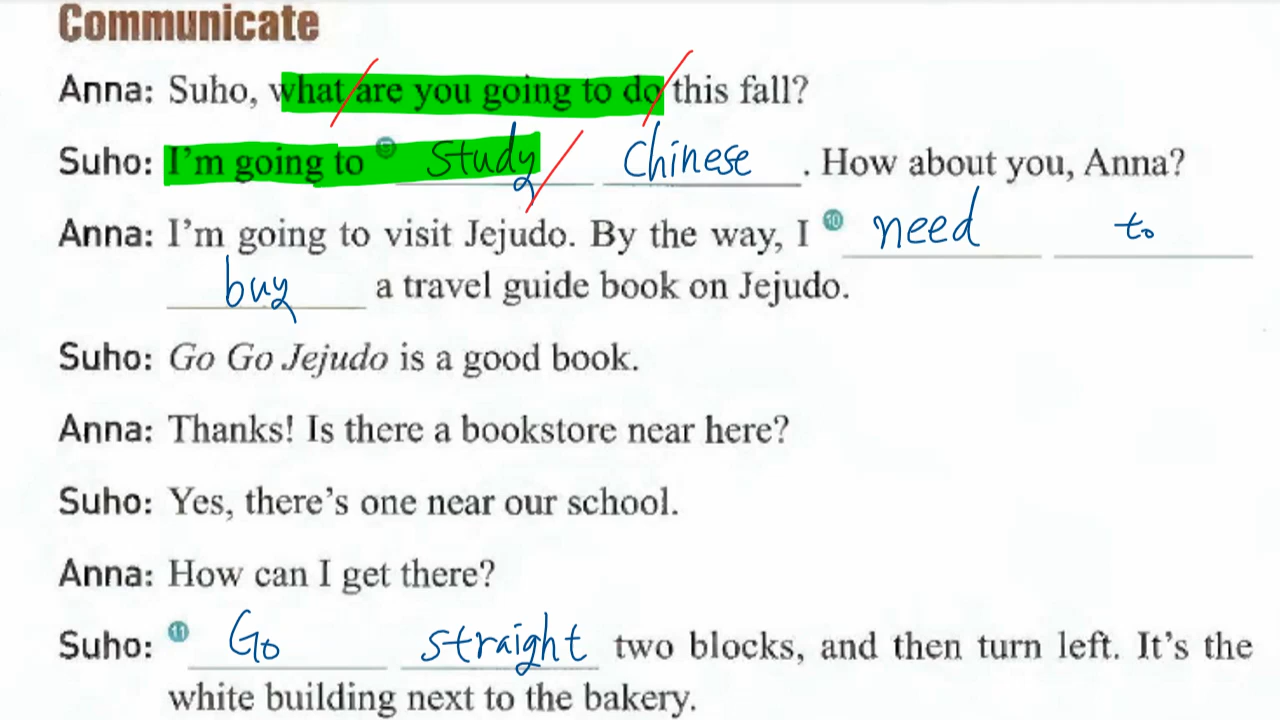 Communicate
Anna: Suho, what are you going to do this fall?
Suho: I'm going to ⑨ study Chinese. How about you, Anna?
Anna: I'm going to visit Jejudo. By the way, I ⑩ need to
buy a travel guide book on Jejudo.
Suho: Go Go Jejudo is a good book.
Anna: Thanks! Is there a bookstore near here?
Suho: Yes, there's one near our school.
Anna: How can I get there?
Suho: ⑪ Go straight two blocks, and then turn left. It's the
white building next to the bakery.